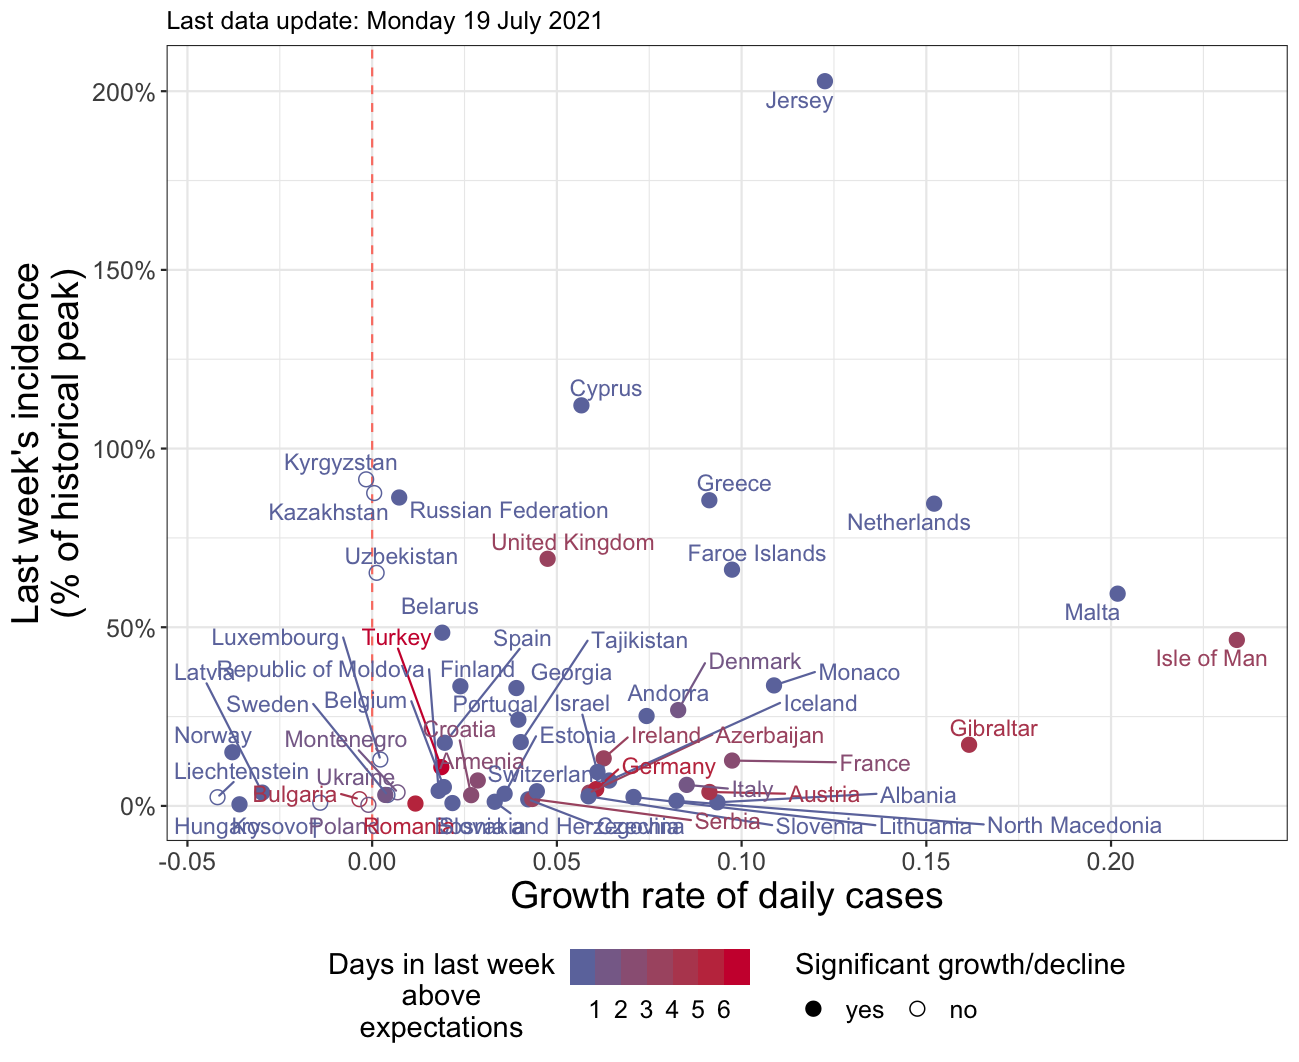 Last data update: Monday 19 July 2021
Last week's incidence
(% of historical peak)
200%
150%
100%
50%
0%
Jersey
Cyprus
Kyrgyzstan
Kazakhstan
Russian Federation
Greece
Netherlands
United Kingdom
Uzbekistan
Faroe Islands
Belarus
Malta
Luxembourg
Turkey
Spain
Tajikistan
Isle of Man
Latvia
Republic of Moldova
Finland
Georgia
Denmark
Monaco
Sweden
Belgium
Portugal
Israel
Andorra
Iceland
Norway
Montenegro
Croatia
Estonia
Ireland
Azerbaijan
Gibraltar
Liechtenstein
Ukraine
Armenia
Switzerland
Germany
France
Bulgaria
Italy
Austria
Albania
Hungary
Kosovo
Poland
Romania
Slovakia
Bosnia and Herzegovina
Czechia
Serbia
Slovenia
Lithuania
North Macedonia
-0.05
0.00
0.05
0.10
0.15
0.20
Growth rate of daily cases
Days in last week
above
expectations
1 2 3 4 5 6
Significant growth/decline
yes
no